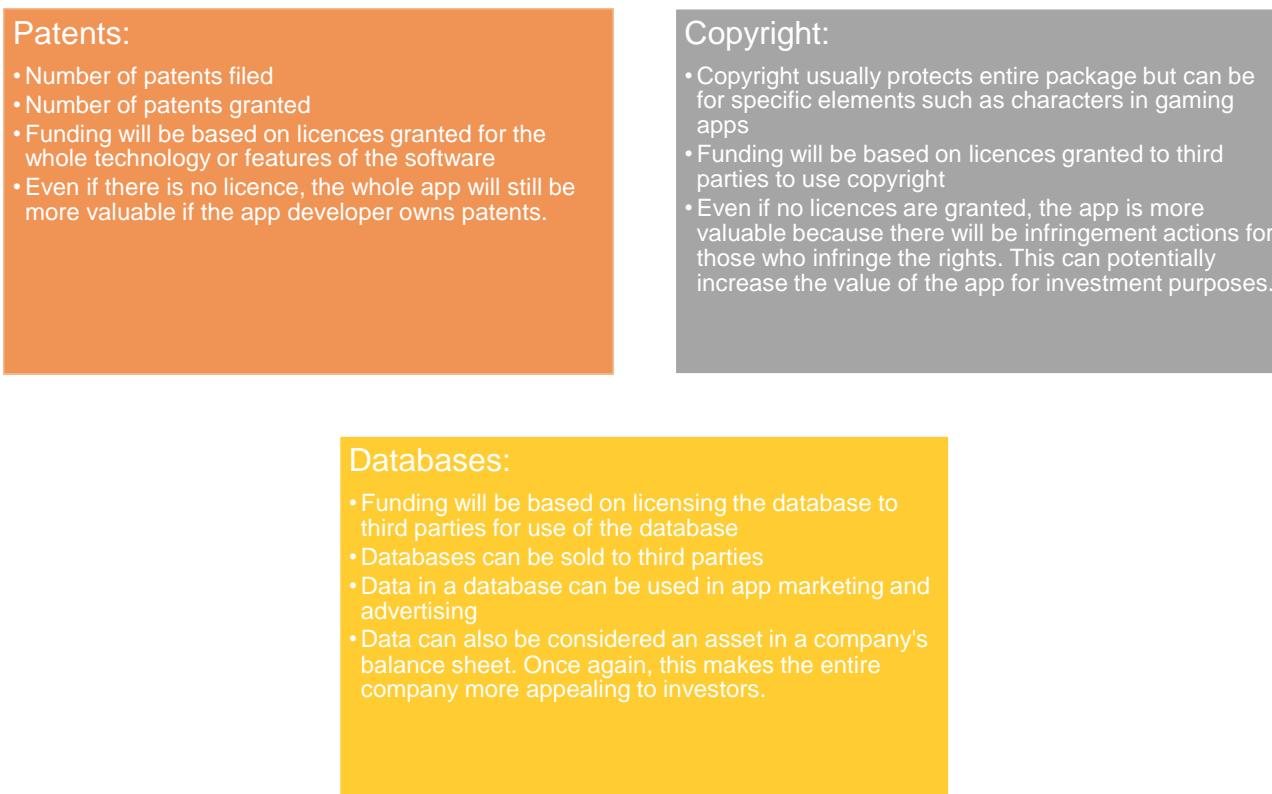 Patents:
• Number of patents filed
• Number of patents granted
• Funding will be based on licences granted for the
whole technology or features of the software
• Even if there is no licence, the whole app will still be
more valuable if the app developer owns patents.
Copyright:
• Copyright usually protects entire package but can be
for specific elements such as characters in gaming
apps
• Funding will be based on licences granted to third
parties to use copyright
• Even if no licences are granted, the app is more
valuable because there will be infringement actions for
those who infringe the rights. This can potentially
increase the value of the app for investment purposes.
Databases:
• Funding will be based on licensing the database to
third parties for use of the database
• Databases can be sold to third parties
• Data in a database can be used in app marketing and
advertising
• Data can also be considered an asset in a company's
balance sheet. Once again, this makes the entire
company more appealing to investors.